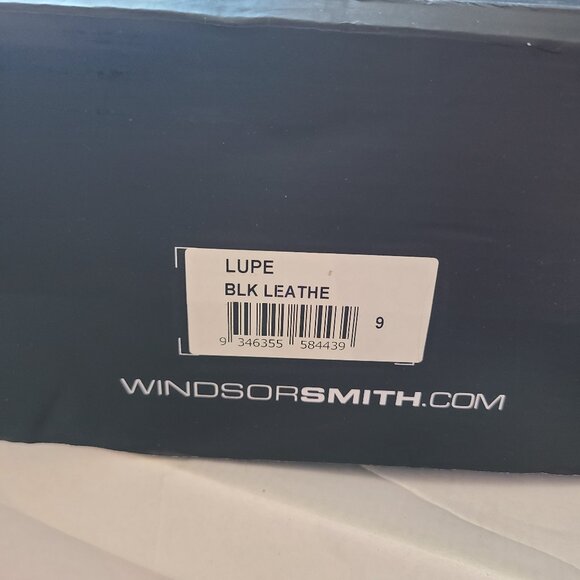 LUPE
BLK LEATHE
9
9 346355 584439
WINDSORSMITH.COM